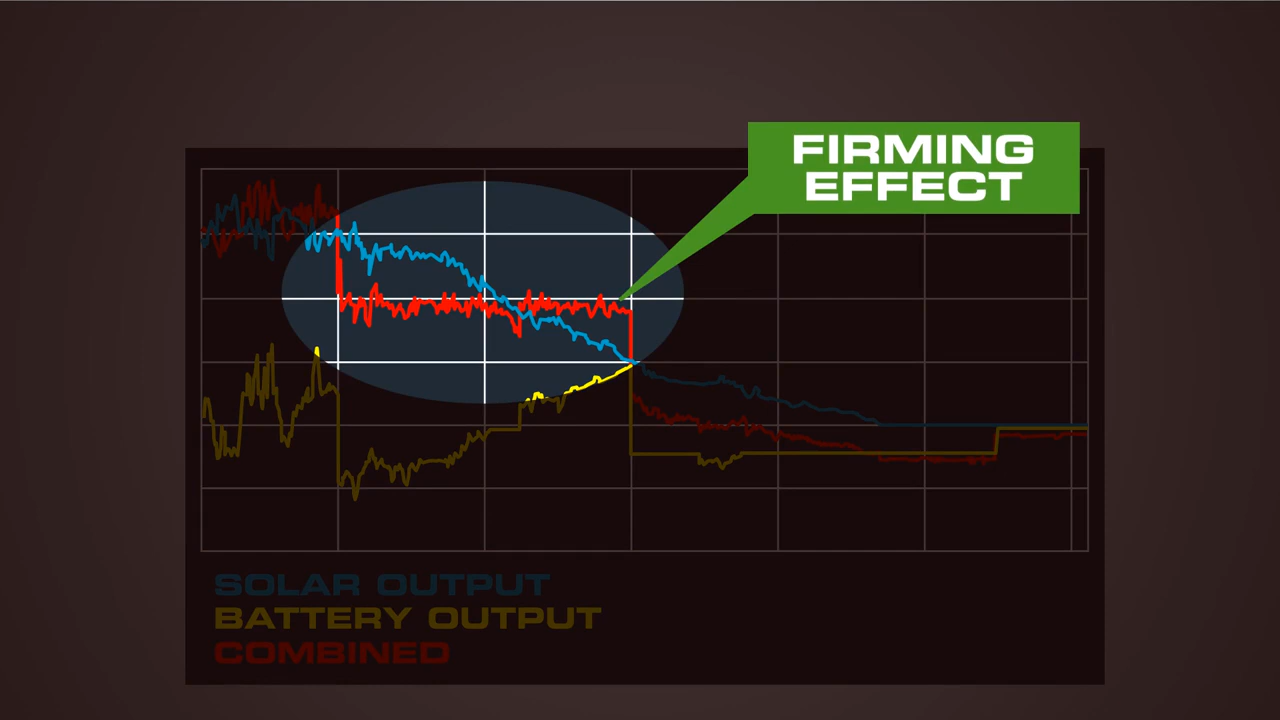 FIRMING
EFFECT
SOLAR OUTPUT
BATTERY OUTPUT
COMBINED